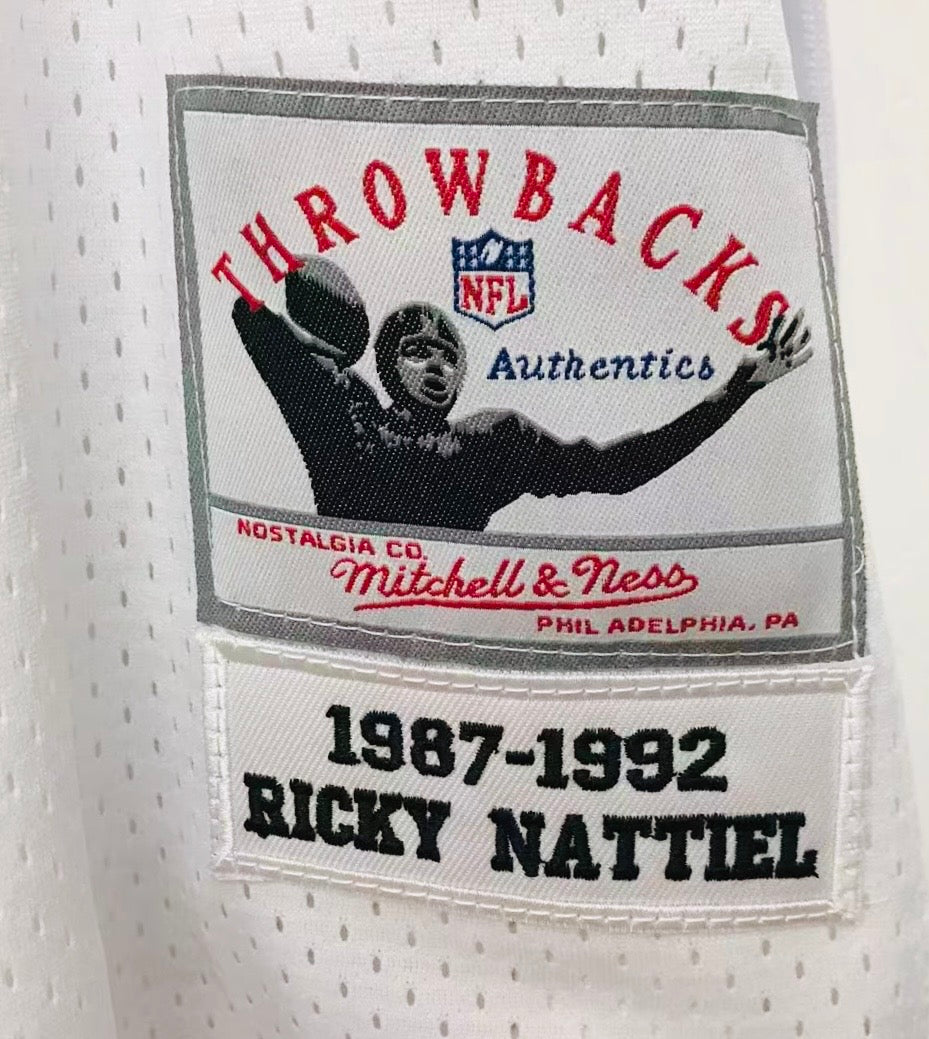 THROWBACKS
NFL
Authentics
NOSTALGIA CO.
Mitchell & Ness
PHILADELPHIA, PA
1987-1992
RICKY NATTIEL